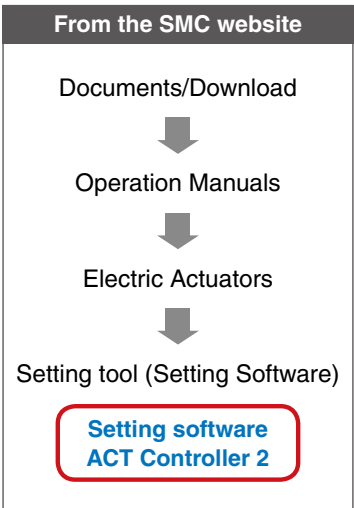 From the SMC website
Documents/Download
Operation Manuals
Electric Actuators
Setting tool (Setting Software)
Setting software
ACT Controller 2